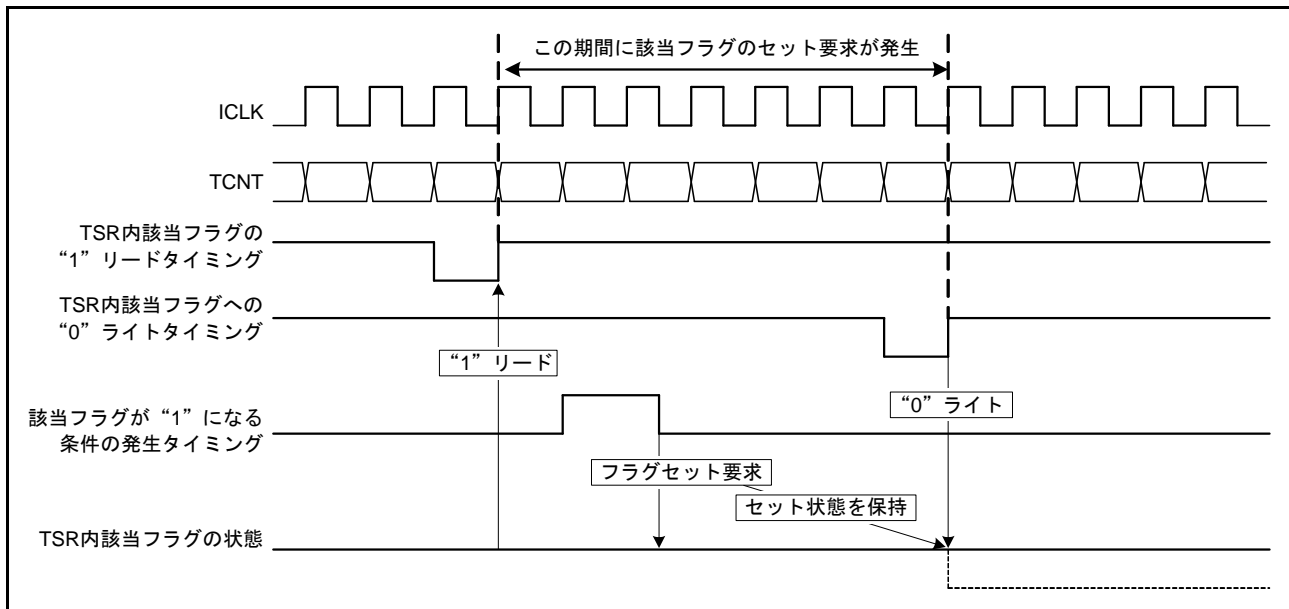 この期間に該当フラグのセット要求が発生
ICLK
TCNT
TSR内該当フラグの
“1”リードタイミング
TSR内該当フラグへの
“0”ライトタイミング
“1”リード
“0”ライト
該当フラグが“1”になる
条件の発生タイミング
フラグセット要求
セット状態を保持
TSR内該当フラグの状態